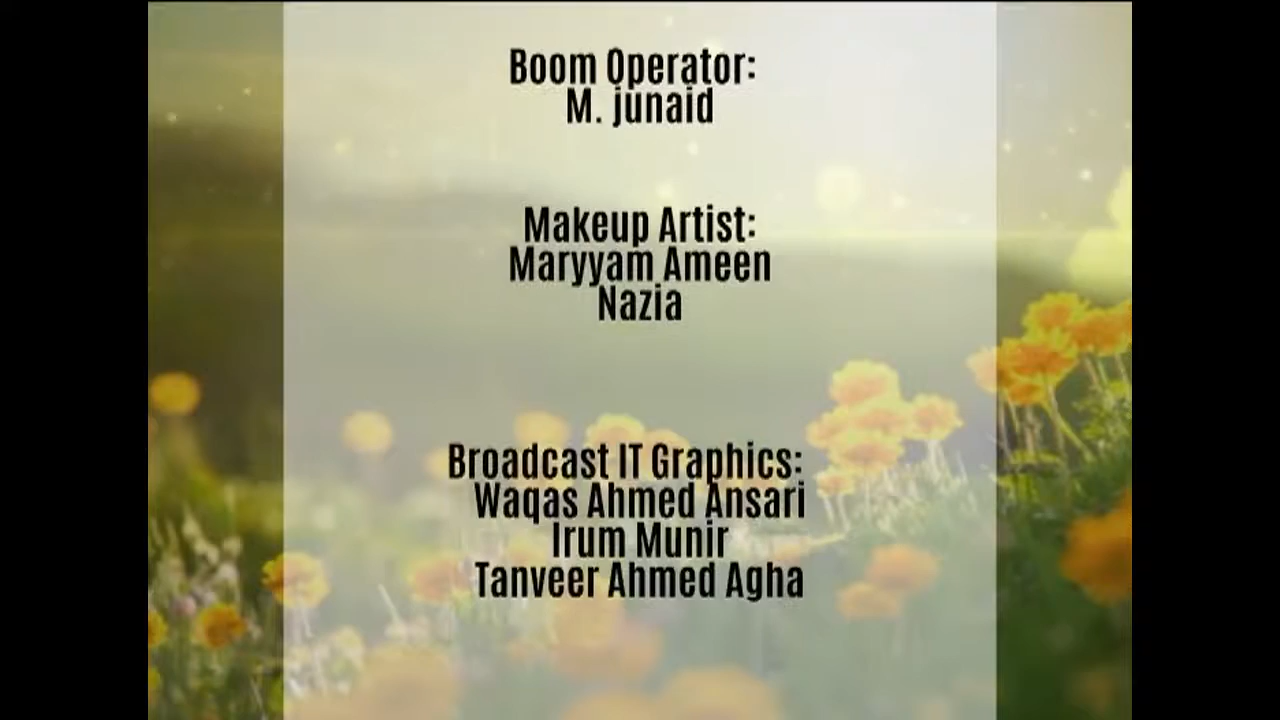 Boom Operator:
M. junaid
Makeup Artist:
Maryyam Ameen
Nazia
Broadcast IT Graphics:
Waqas Ahmed Ansari
Irum Munir
Tanveer Ahmed Agha